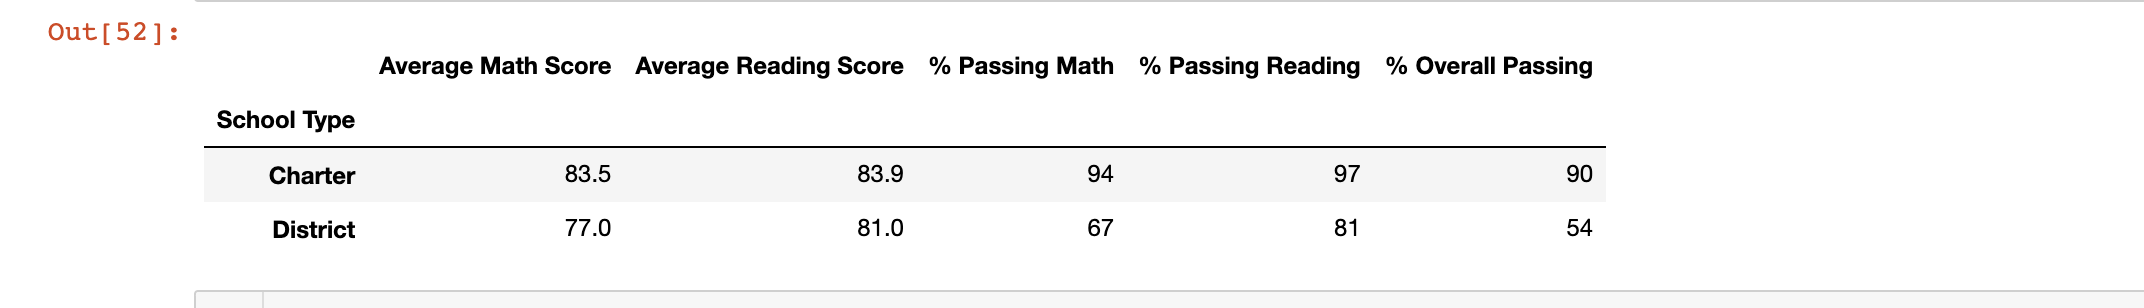 Out[52]:
Average Math Score Average Reading Score % Passing Math % Passing Reading % Overall Passing
School Type
Charter 83.5 83.9 94 97 90
District 77.0 81.0 67 81 54